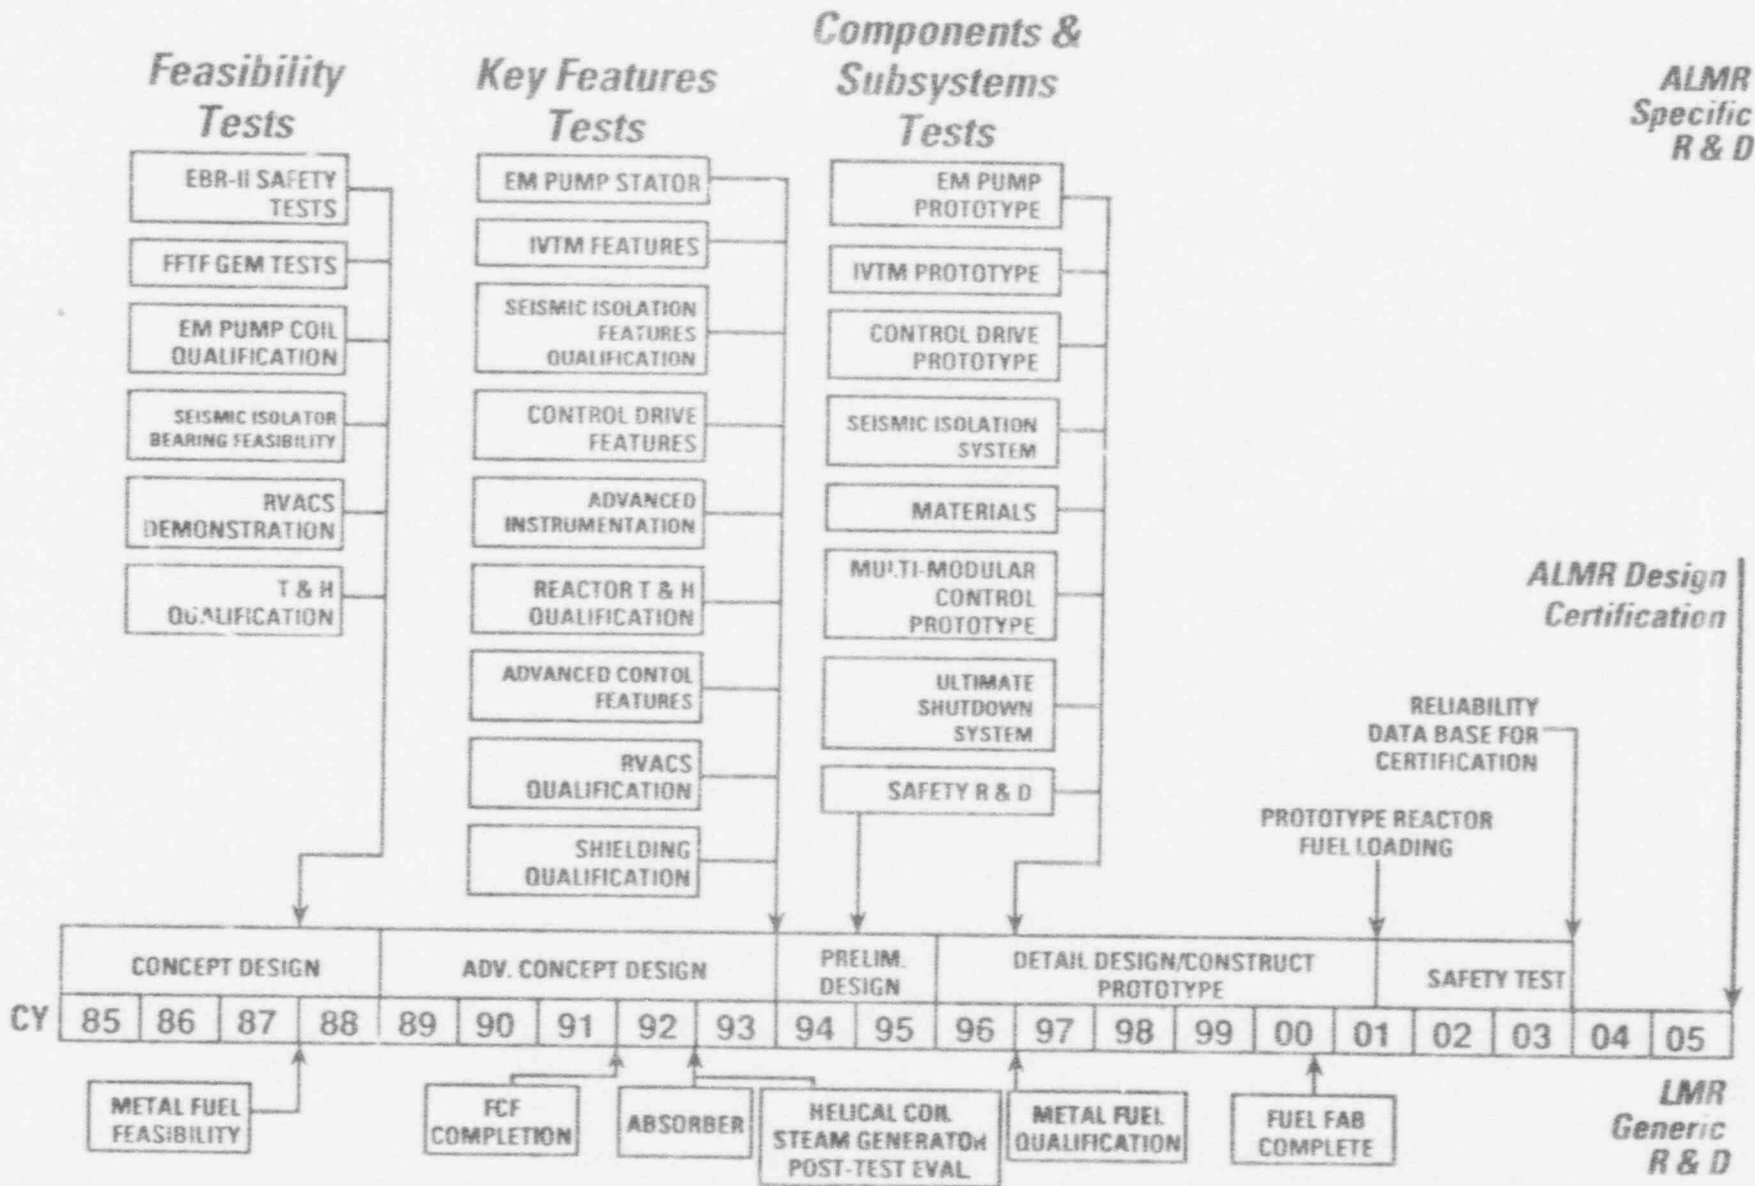 Feasibility
Tests
EBR-II SAFETY
TESTS
FFTF GEM TESTS
EM PUMP COIL
QUALIFICATION
SEISMIC ISOLATOR
BEARING FEASIBILITY
RVACS
DEMONSTRATION
T & H
QUALIFICATION
Key Features
Tests
EM PUMP STATOR
IVTM FEATURES
SEISMIC ISOLATION
FEATURES
QUALIFICATION
CONTROL DRIVE
FEATURES
ADVANCED
INSTRUMENTATION
REACTOR T & H
QUALIFICATION
ADVANCED CONTOL
FEATURES
RVACS
QUALIFICATION
SHIELDING
QUALIFICATION
Components &
Subsystems
Tests
EM PUMP
PROTOTYPE
IVTM PROTOTYPE
CONTROL DRIVE
PROTOTYPE
SEISMIC ISOLATION
SYSTEM
MATERIALS
MULTI-MODULAR
CONTROL
PROTOTYPE
ULTIMATE
SHUTDOWN
SYSTEM
SAFETY R & D
ALMR
Specific
R & D
ALMR Design
Certification
RELIABILITY
DATA BASE FOR
CERTIFICATION
PROTOTYPE REACTOR
FUEL LOADING
CONCEPT DESIGN
ADV. CONCEPT DESIGN
PRELIM.
DESIGN
DETAIL DESIGN/CONSTRUCT
PROTOTYPE
SAFETY TEST
CY 85 86 87 88 89 90 91 92 93 94 95 96 97 98 99 00 01 02 03 04 05
METAL FUEL
FEASIBILITY
FCF
COMPLETION
ABSORBER
HELICAL COIL
STEAM GENERATOR
POST-TEST EVAL.
METAL FUEL
QUALIFICATION
FUEL FAB
COMPLETE
LMR
Generic
R & D